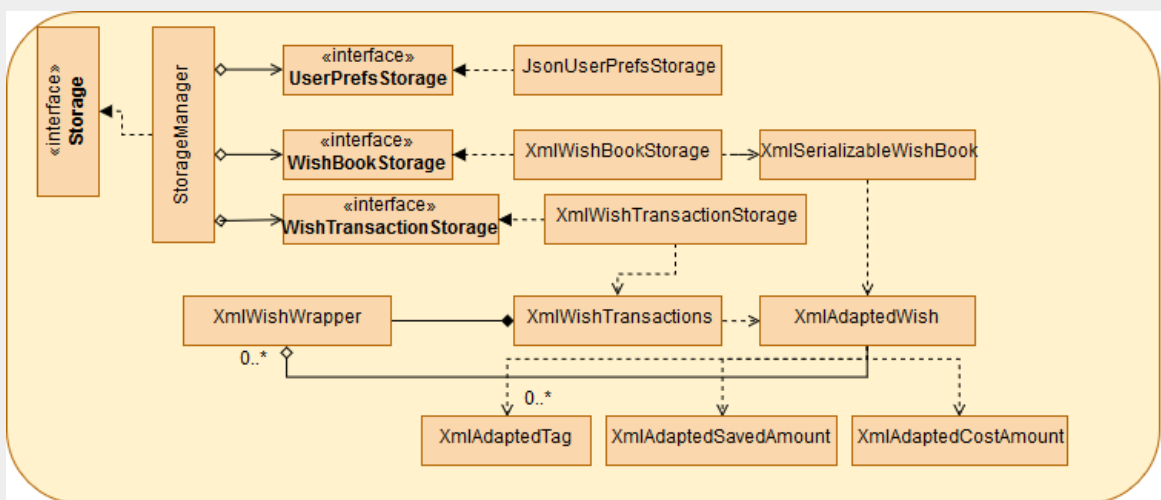 «interface»
Storage
StorageManager
«interface»
UserPrefsStorage
JsonUserPrefsStorage
«interface»
WishBookStorage
XmlWishBookStorage
XmlSerializableWishBook
«interface»
WishTransactionStorage
XmlWishTransactionStorage
XmlWishWrapper
XmlWishTransactions
XmlAdaptedWish
0..*
0..*
XmlAdaptedTag
XmlAdaptedSavedAmount
XmlAdaptedCostAmount